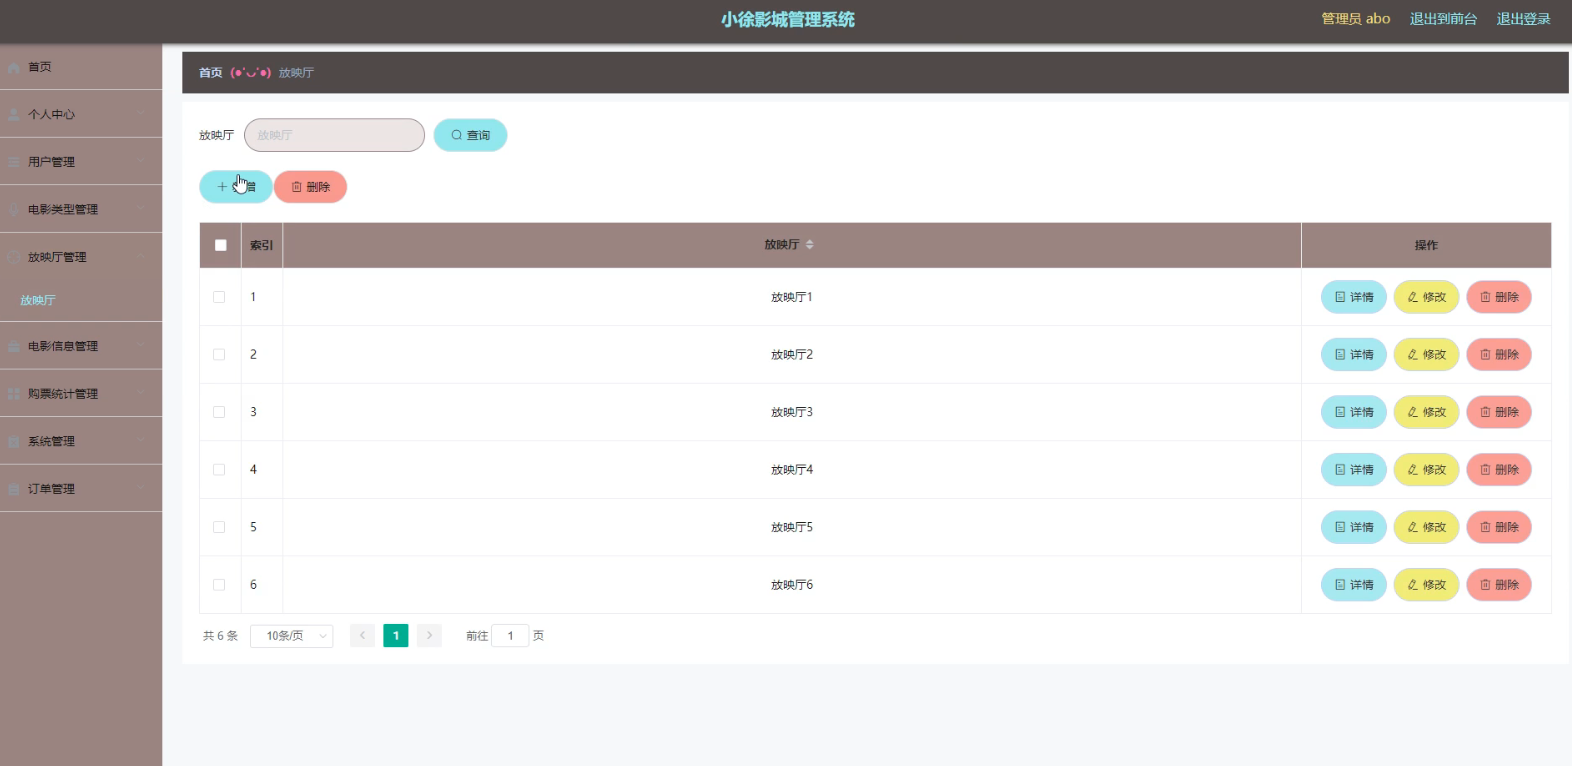 小徐影城管理系统
管理员 abo 退出到前台 退出登录
首页
个人中心
用户管理
电影类型管理
放映厅管理
放映厅
电影信息管理
购票统计管理
系统管理
订单管理
首页 (●'◡'●) 放映厅
放映厅 放映厅 查询
增 删除
索引 放映厅 操作
1 放映厅1 详情 修改 删除
2 放映厅2 详情 修改 删除
3 放映厅3 详情 修改 删除
4 放映厅4 详情 修改 删除
5 放映厅5 详情 修改 删除
6 放映厅6 详情 修改 删除
共 6 条 10条/页 1 前往 1 页